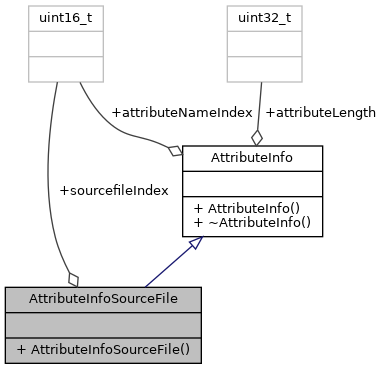 uint16_t
uint32_t
+attributeNameIndex
+attributeLength
AttributeInfo
+ AttributeInfo()
+ ~AttributeInfo()
+sourcefileIndex
AttributeInfoSourceFile
+ AttributeInfoSourceFile()